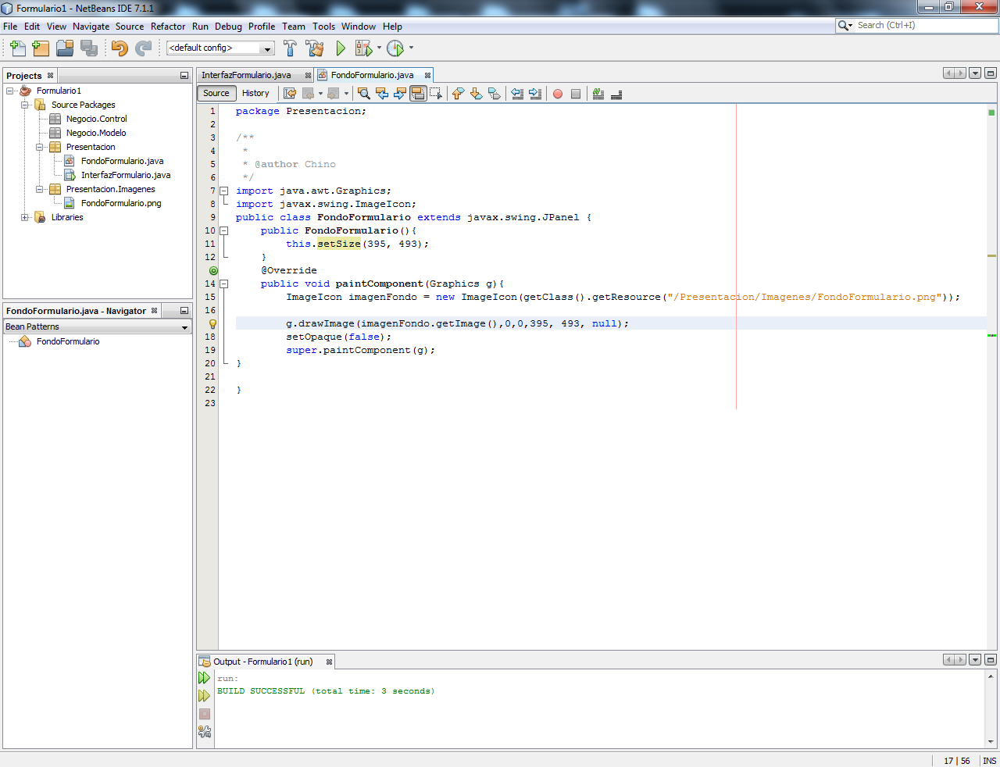 Formulario1 - NetBeans IDE 7.1.1
File Edit View Navigate Source Refactor Run Debug Profile Team Tools Window Help
Search (Ctrl+I)
<default config>
Projects
Formulario1
Source Packages
Negocio.Control
Negocio.Modelo
Presentacion
FondoFormulario.java
InterfazFormulario.java
Presentacion.Imagenes
FondoFormulario.png
Libraries
FondoFormulario.java - Navigator
Bean Patterns
FondoFormulario
InterfazFormulario.java FondoFormulario.java
Source History
1 package Presentacion;
2
3 /**
4 *
5 * @author Chino
6 */
7 import java.awt.Graphics;
8 import javax.swing.ImageIcon;
9 public class FondoFormulario extends javax.swing.JPanel {
10 public FondoFormulario(){
11 this.setSize(395, 493);
12 }
@Override
14 public void paintComponent(Graphics g){
15 ImageIcon imagenFondo = new ImageIcon(getClass().getResource("/Presentacion/Imagenes/FondoFormulario.png"));
16
g.drawImage(imagenFondo.getImage(),0,0,395, 493, null);
18 setOpaque(false);
19 super.paintComponent(g);
20 }
21
22 }
23
Output - Formulario1 (run)
run:
BUILD SUCCESSFUL (total time: 3 seconds)
17 | 56 INS